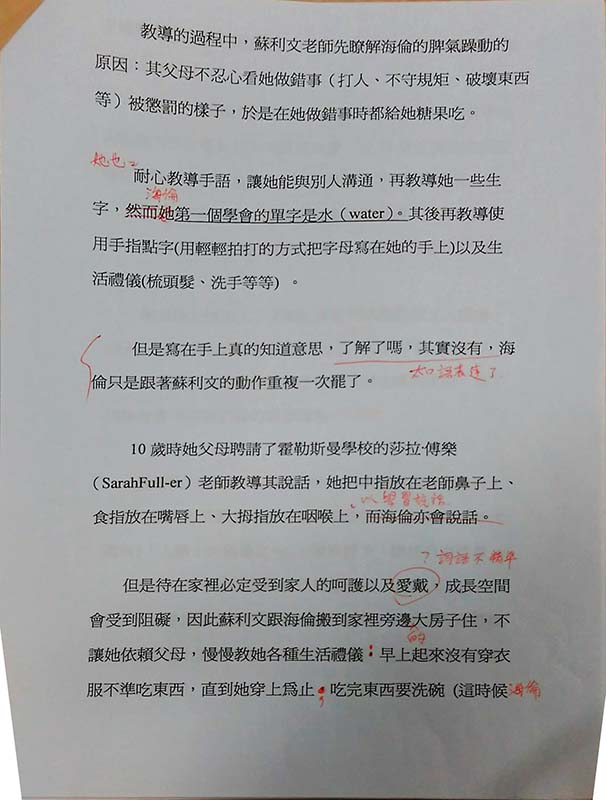 教導的過程中，蘇利文老師先瞭解海倫的脾氣躁動的
原因：其父母不忍心看她做錯事（打人、不守規矩、破壞東西
等）被懲罰的樣子，於是在她做錯事時都給她糖果吃。
她也
耐心教導手語，讓她能與別人溝通，再教導她一些生
海倫
字，然而她第一個學會的單字是水（water）。其後再教導使
用手指點字(用輕輕拍打的方式把字母寫在她的手上)以及生
活禮儀(梳頭髮、洗手等等) 。
但是寫在手上真的知道意思，了解了嗎，其實沒有，海
太口語表達了
倫只是跟著蘇利文的動作重複一次罷了。
10 歲時她父母聘請了霍勒斯曼學校的莎拉‧傅樂
（SarahFull-er）老師教導其說話，她把中指放在老師鼻子上、
，以學習說話
食指放在嘴唇上、大拇指放在咽喉上，而海倫亦會說話。
？詞語不精準
但是待在家裡必定受到家人的呵護以及愛戴，成長空間
會受到阻礙，因此蘇利文跟海倫搬到家裡旁邊大房子住，不
的
讓她依賴父母，慢慢教她各種生活禮儀：早上起來沒有穿衣
服不準吃東西，直到她穿上為止；吃完東西要洗碗 (這時候海倫